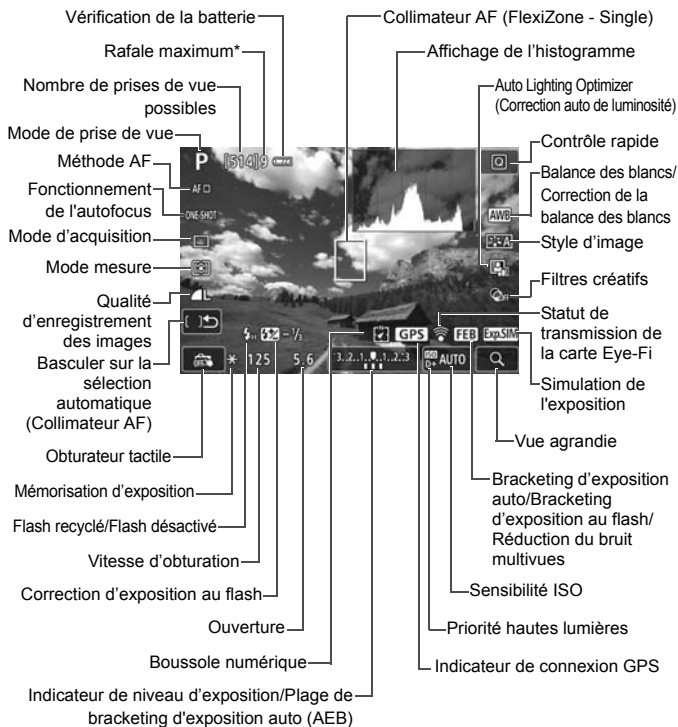 Vérification de la batterie
Rafale maximum*
Nombre de prises de vue
possibles
Mode de prise de vue
Méthode AF
Fonctionnement
de l'autofocus
Mode d'acquisition
Mode mesure
Qualité
d'enregistrement
des images
Basculer sur la
sélection
automatique
(Collimateur AF)
Obturateur tactile
Mémorisation d'exposition
Flash recyclé/Flash désactivé
Vitesse d'obturation
Correction d'exposition au flash
Ouverture
Boussole numérique
Indicateur de niveau d'exposition/Plage de
bracketing d'exposition auto (AEB)
Collimateur AF (FlexiZone - Single)
Affichage de l'histogramme
Auto Lighting Optimizer
(Correction auto de luminosité)
Contrôle rapide
Balance des blancs/
Correction de la
balance des blancs
Style d'image
Filtres créatifs
Statut de
transmission de
la carte Eye-Fi
Simulation de
l'exposition
Vue agrandie
Bracketing d'exposition
auto/Bracketing
d'exposition au flash/
Réduction du bruit
multivues
Sensibilité ISO
Priorité hautes lumières
Indicateur de connexion GPS
P [514] 9
AF
ONE-SHOT
L
Q
AWB
OFF
-1/3
GPS FEB Exp.SIM
125 5.6 3..2..1..1..2..3 ISO D+ AUTO